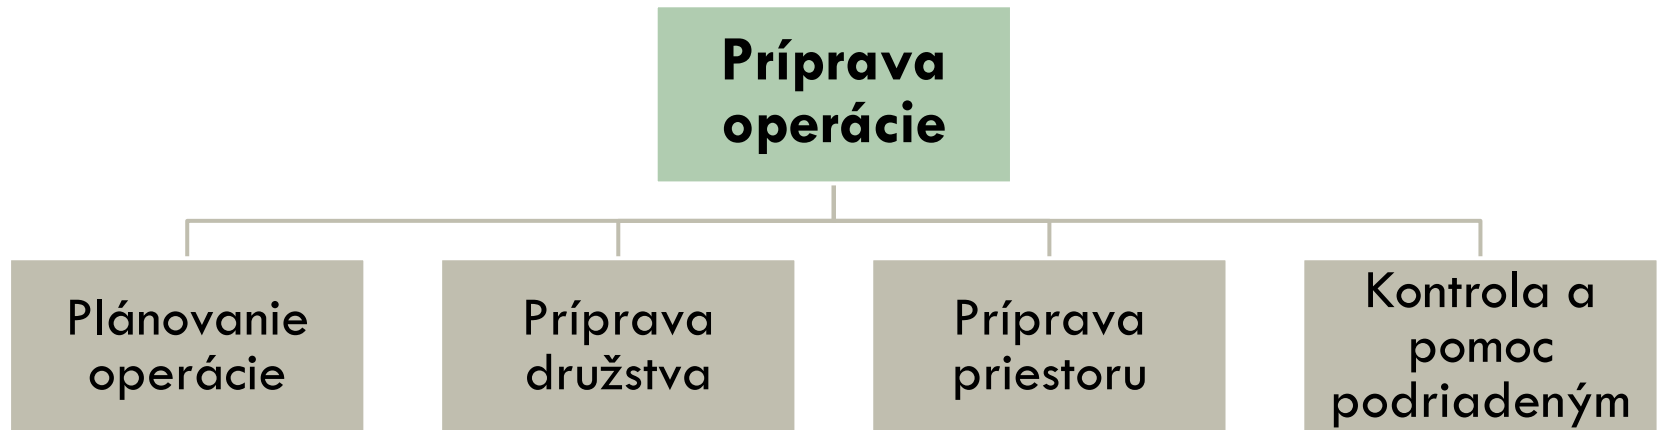 Príprava
operácie
Plánovanie
operácie
Príprava
družstva
Príprava
priestoru
Kontrola a
pomoc
podriadeným